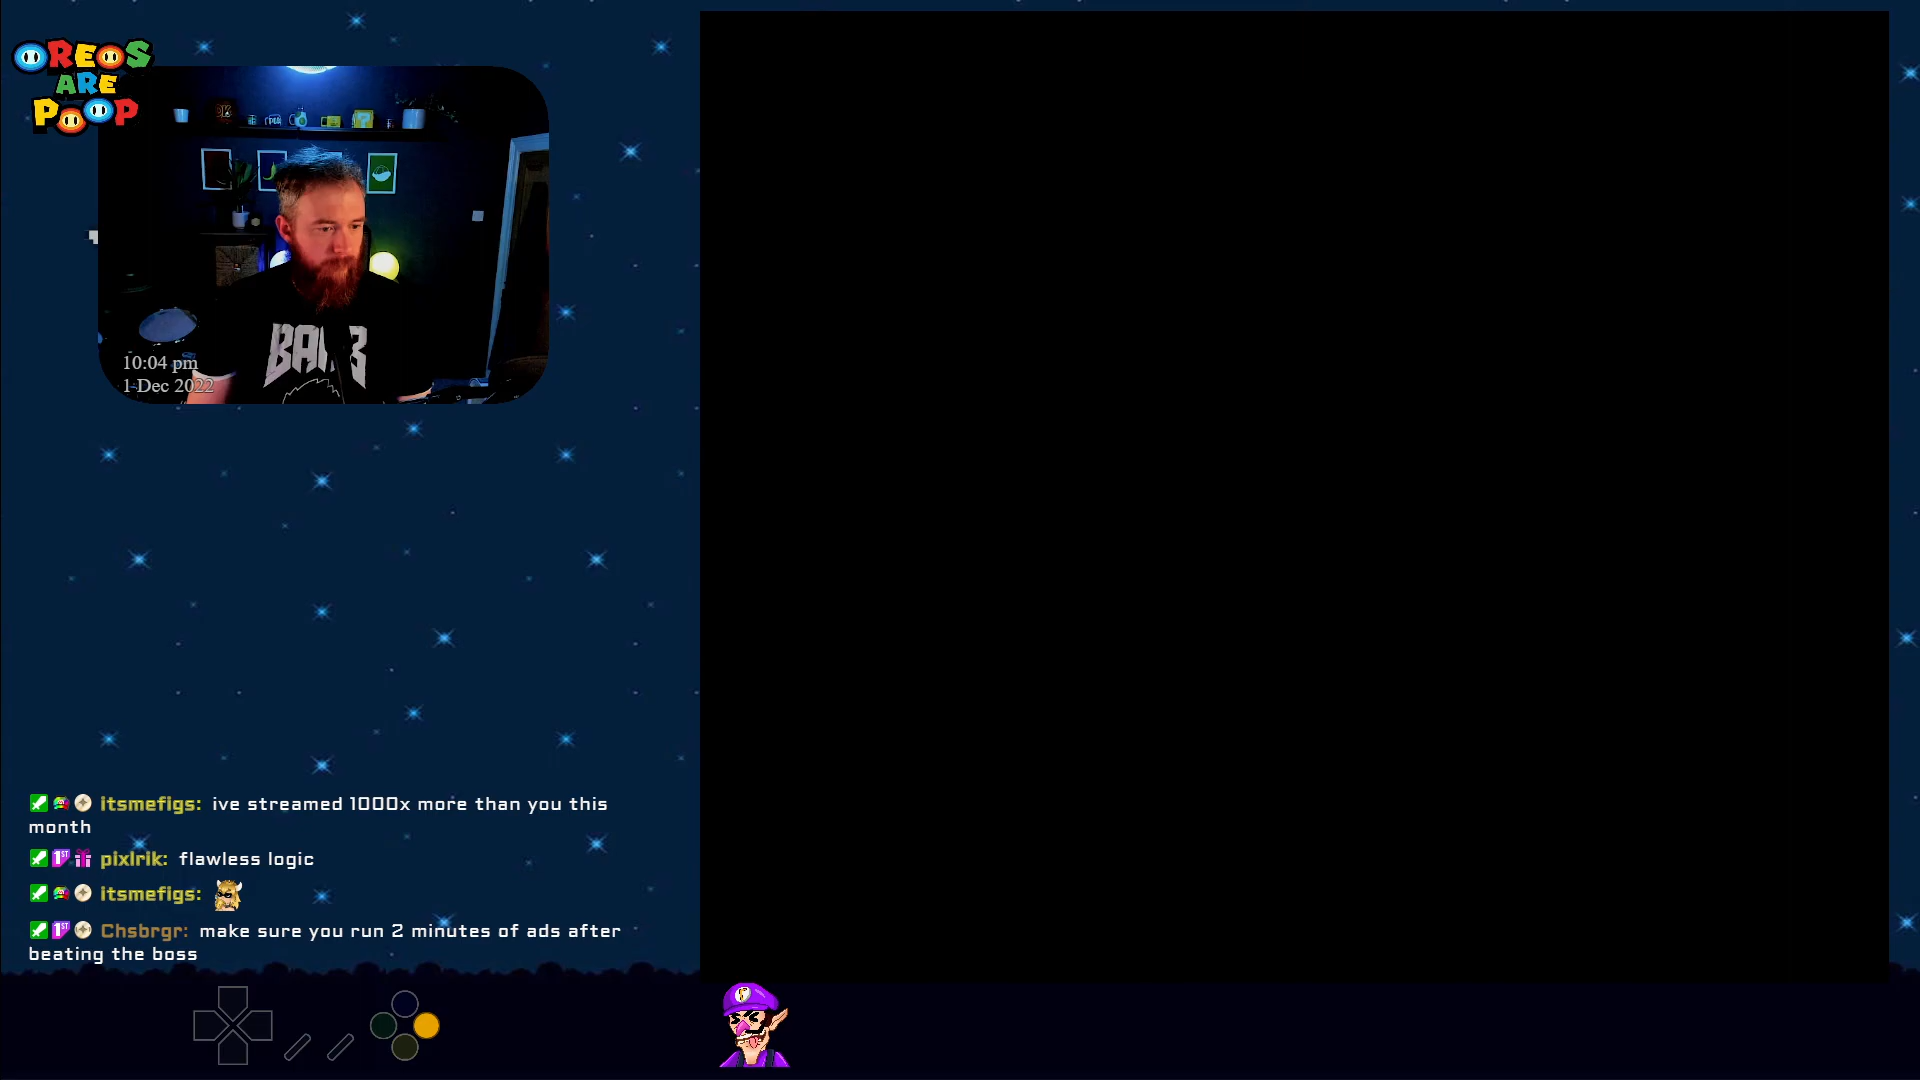 OREOS
ARE
POOP
10:04 pm
1 Dec 2022
itsmefigs: ive streamed 1000x more than you this
month
pixlrik: flawless logic
itsmefigs:
Chsbrgr: make sure you run 2 minutes of ads after
beating the boss